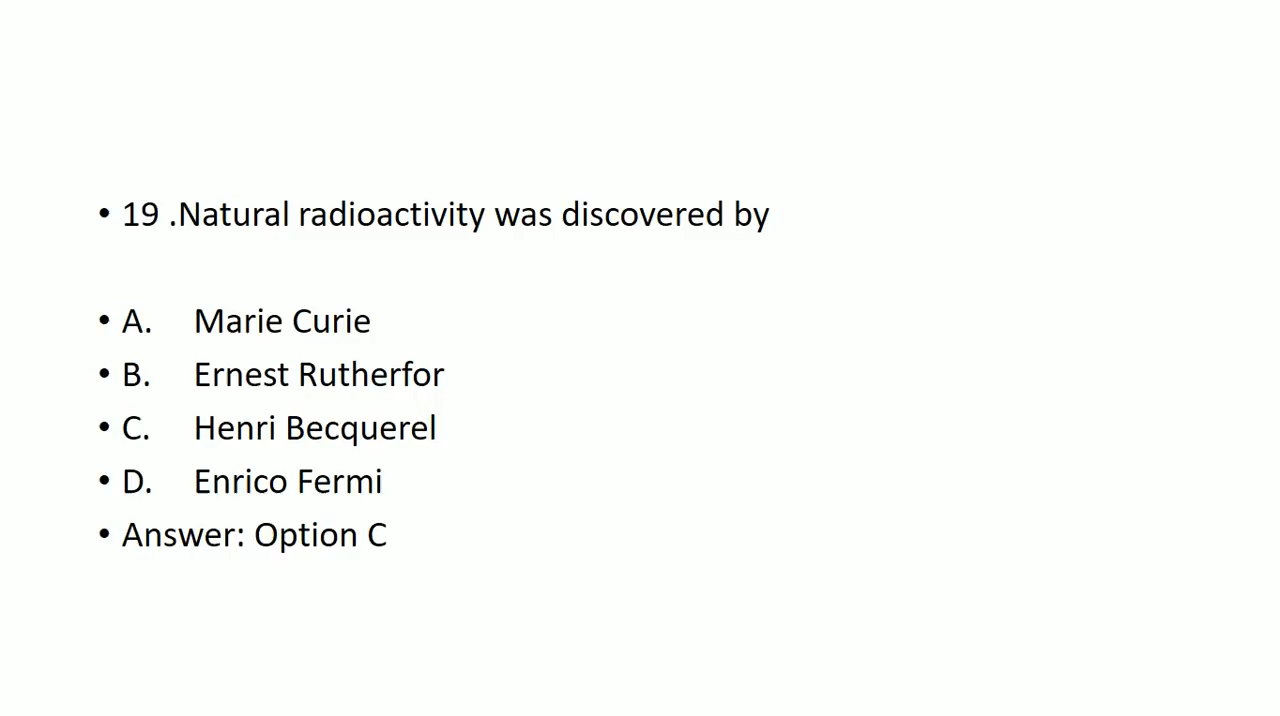 • 19 .Natural radioactivity was discovered by
• A. Marie Curie
• B. Ernest Rutherfor
• C. Henri Becquerel
• D. Enrico Fermi
• Answer: Option C